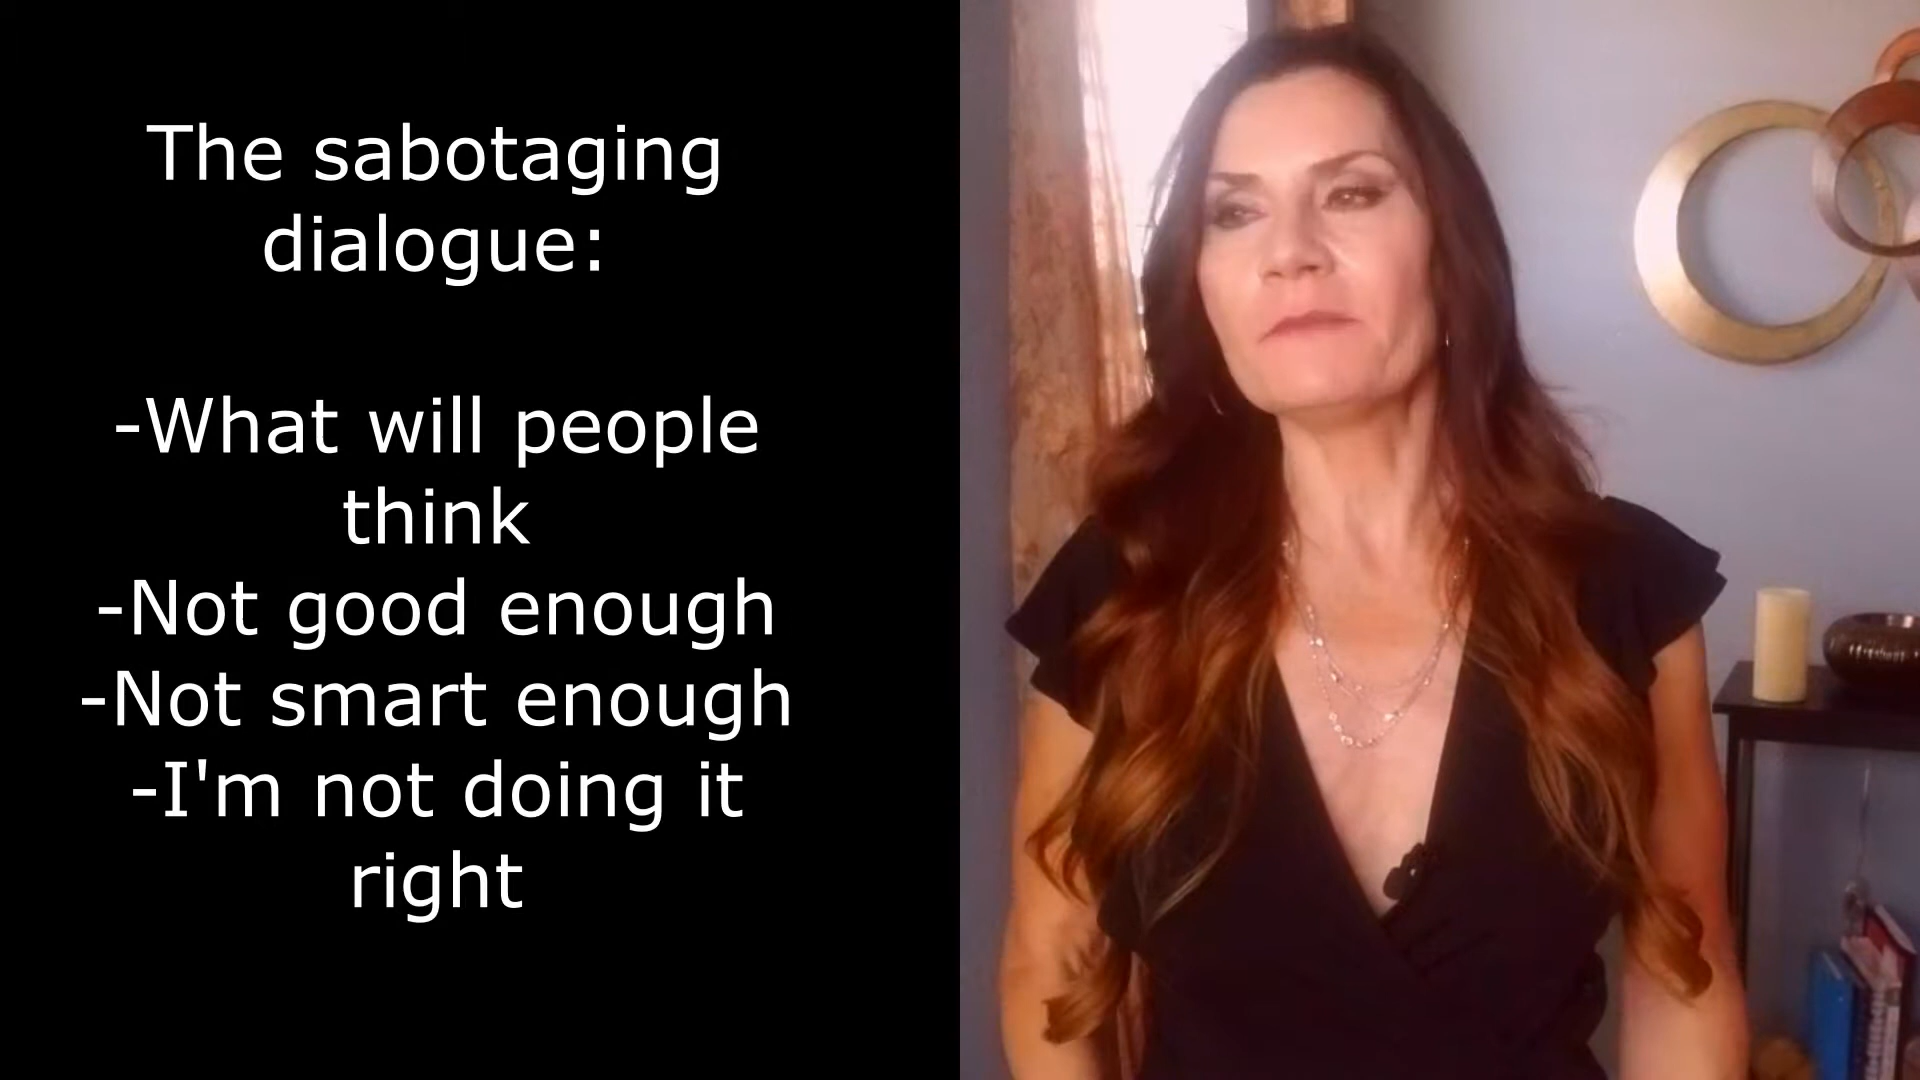 The sabotaging
dialogue:
-What will people
think
-Not good enough
-Not smart enough
-I'm not doing it
right